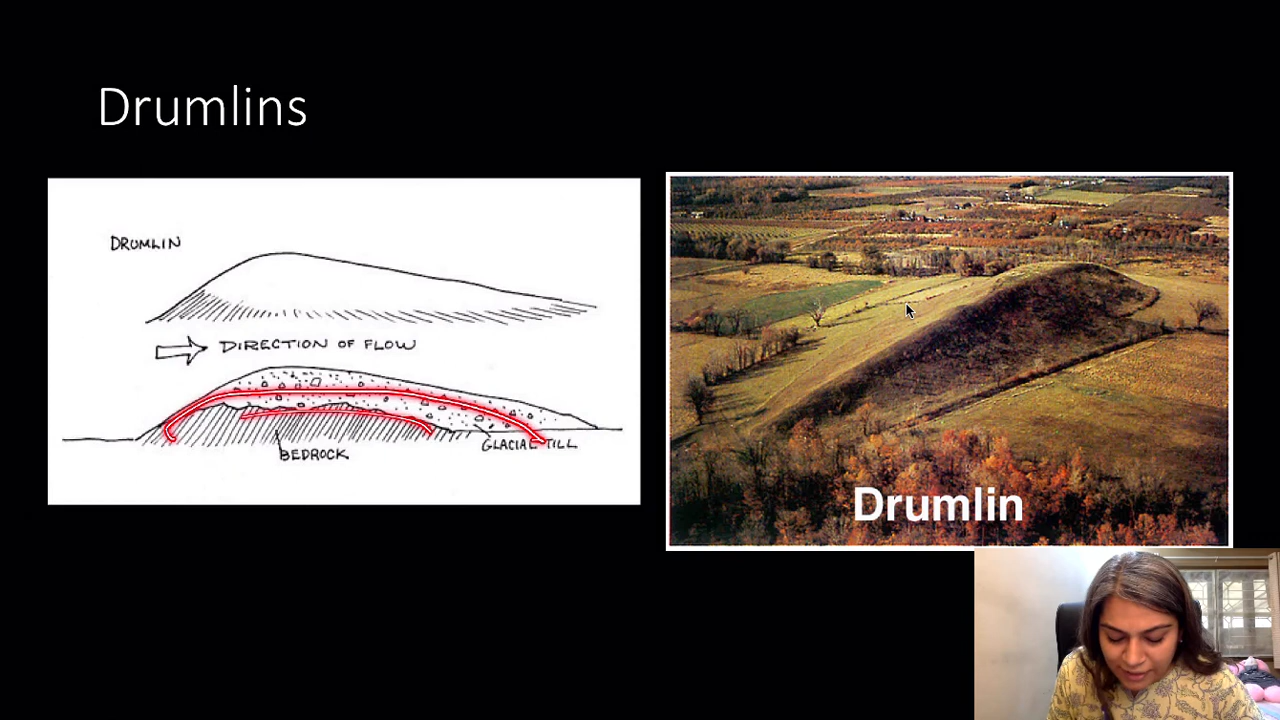 Drumlins
DRUMLIN
DIRECTION OF FLOW
BEDROCK
GLACIAL TILL
Drumlin